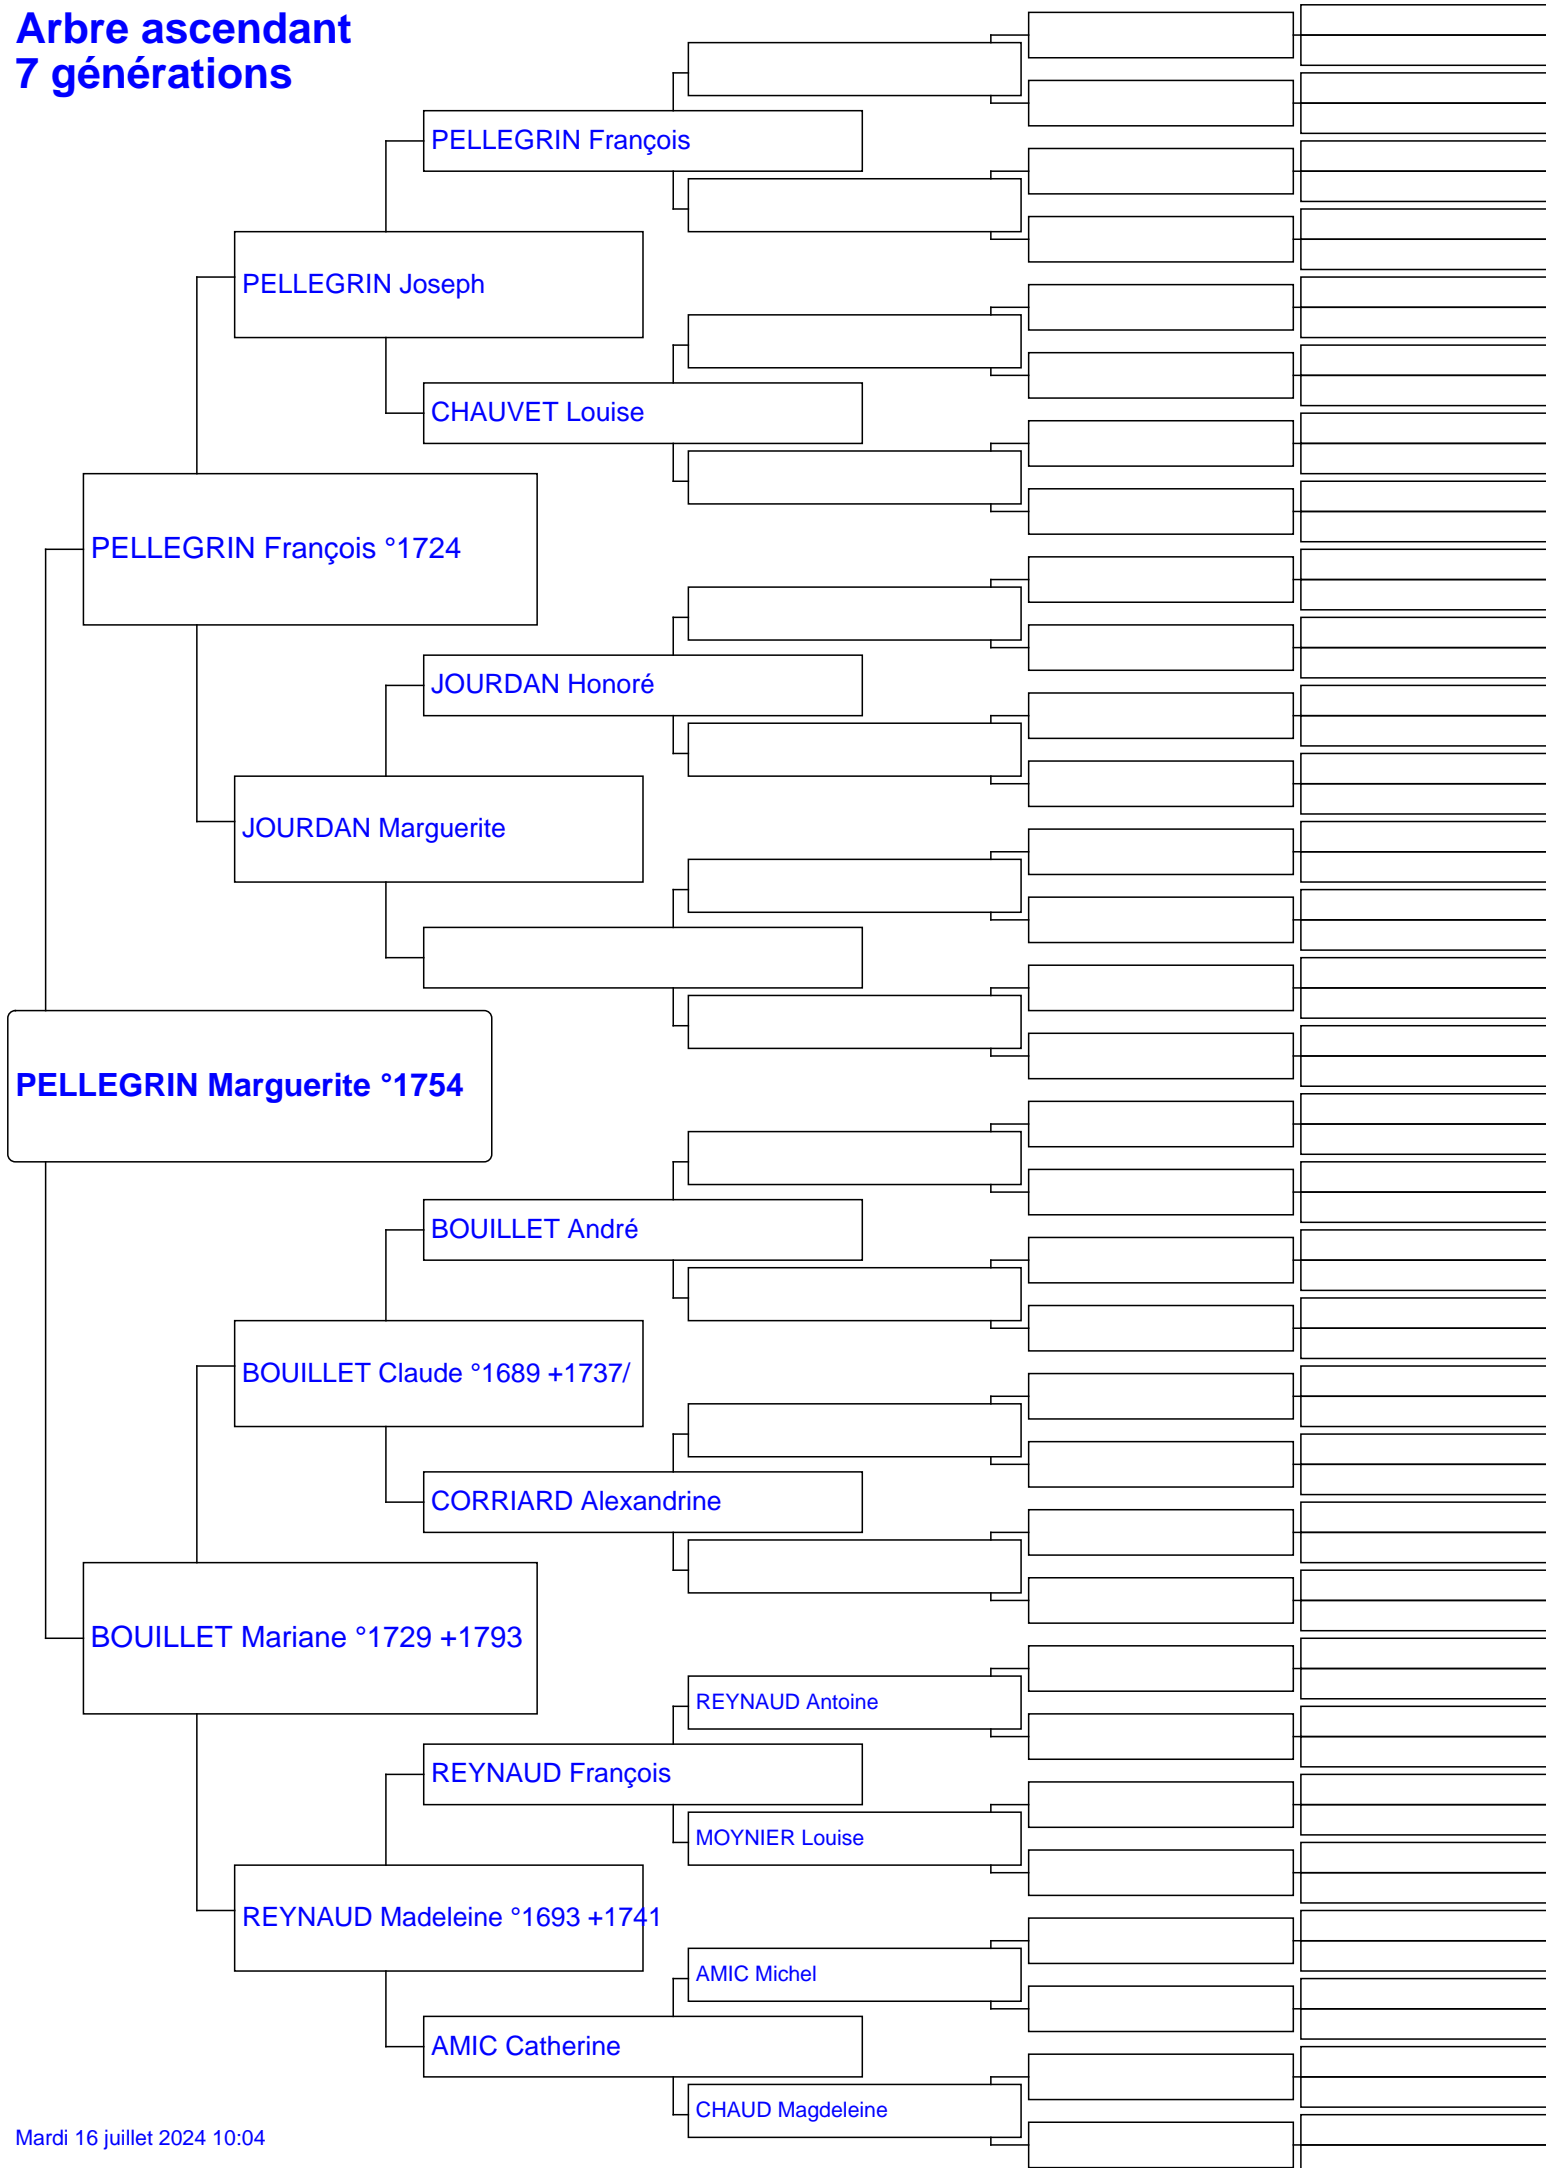 Arbre ascendant
7 générations
PELLEGRIN François
PELLEGRIN Joseph
CHAUVET Louise
PELLEGRIN François °1724
JOURDAN Honoré
JOURDAN Marguerite
PELLEGRIN Marguerite °1754
BOUILLET André
BOUILLET Claude °1689 +1737/
CORRIARD Alexandrine
BOUILLET Mariane °1729 +1793
REYNAUD Antoine
REYNAUD François
MOYNIER Louise
REYNAUD Madeleine °1693 +1741
AMIC Michel
AMIC Catherine
CHAUD Magdeleine
Mardi 16 juillet 2024 10:04